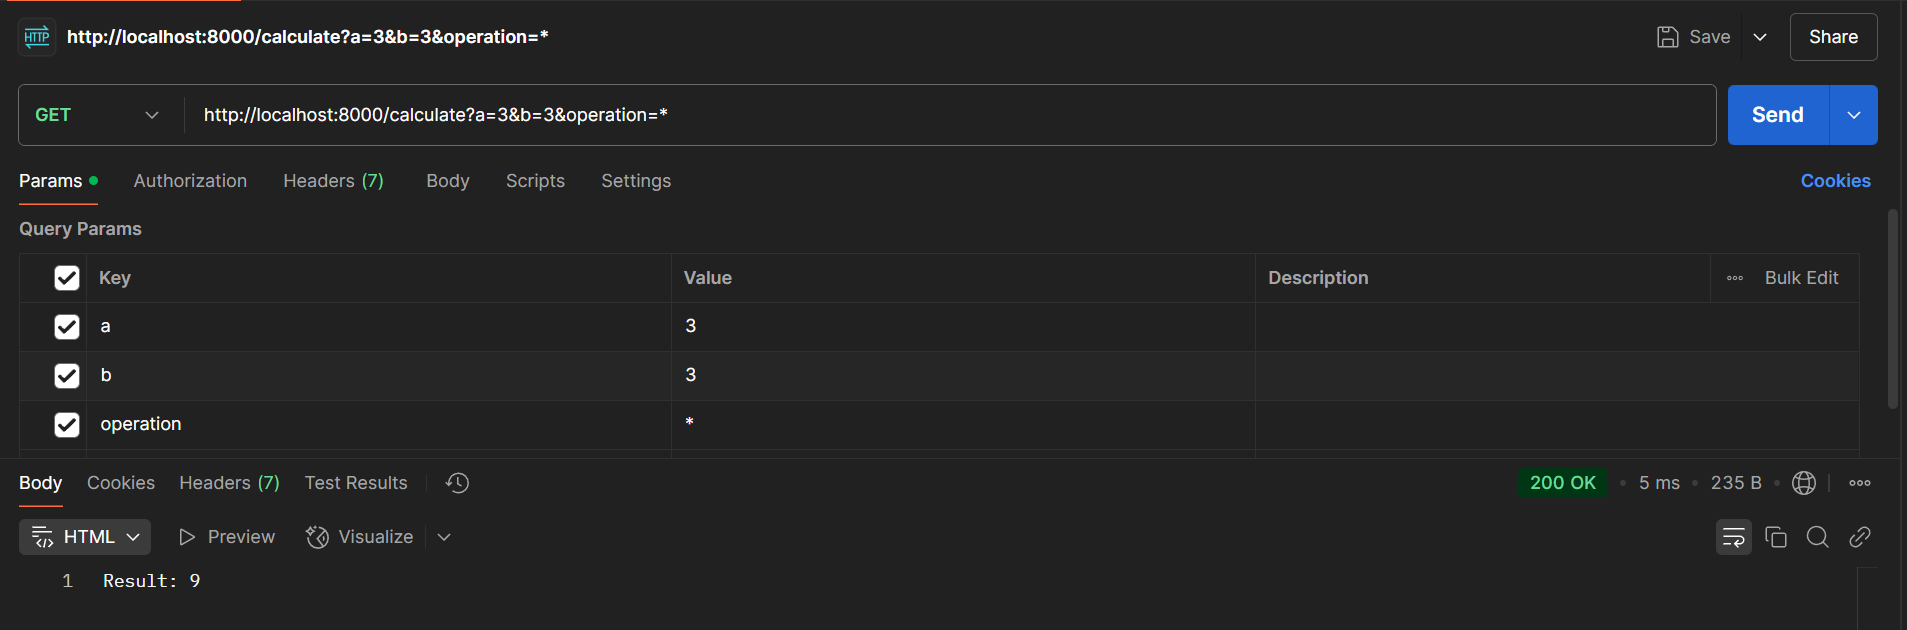 HTTP http://localhost:8000/calculate?a=3&b=3&operation=* Save Share
GET http://localhost:8000/calculate?a=3&b=3&operation=* Send
Params Authorization Headers (7) Body Scripts Settings Cookies
Query Params
Key Value Description Bulk Edit
a 3
b 3
operation *
Body Cookies Headers (7) Test Results 200 OK • 5 ms • 235 B •
HTML Preview Visualize
1 Result: 9